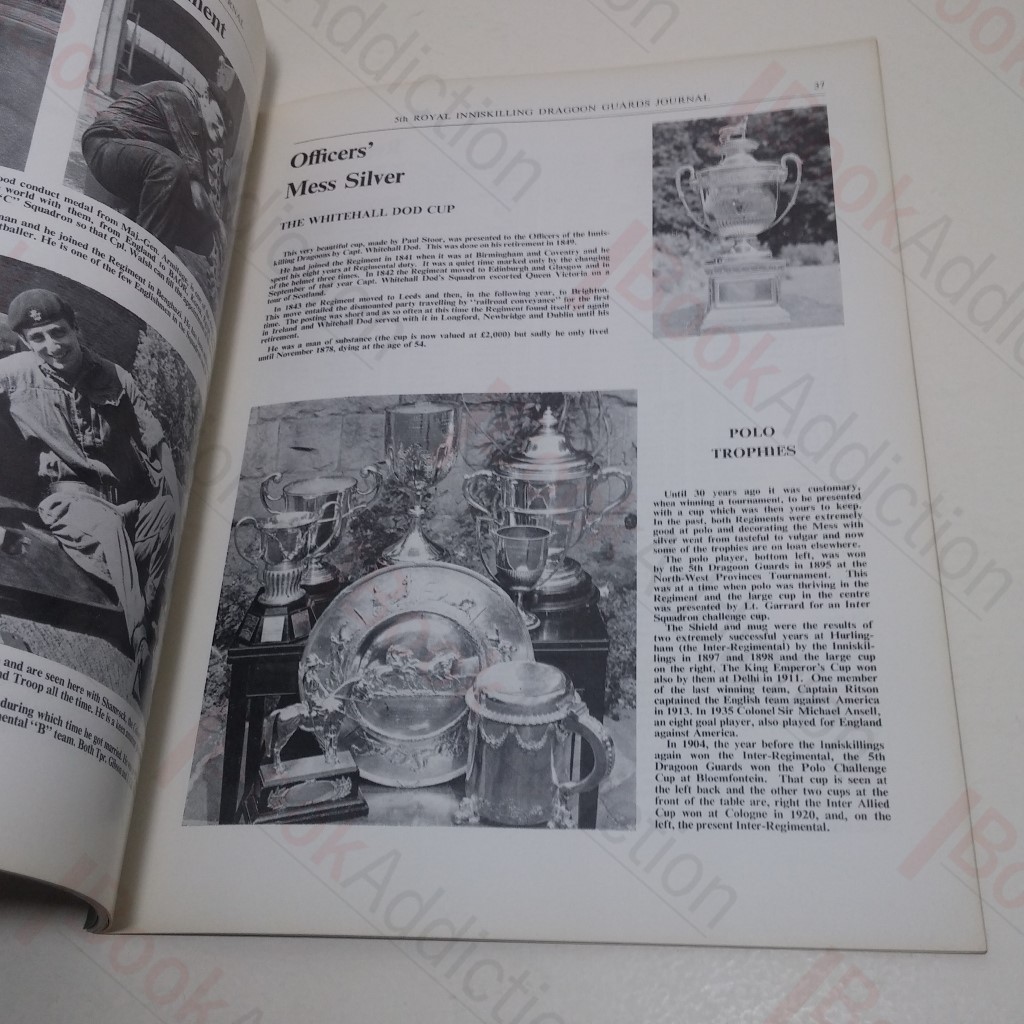 5th ROYAL INNISKILLING DRAGOON GUARDS JOURNAL
37
Officers'
Mess Silver
THE WHITEHALL DOD CUP
This very beautiful cup, made by Paul Stoor, was presented to the Officers of the Innis-
killing Dragoons by Capt. Whitehall Dod. This was done on his retirement in 1849.
He had joined the Regiment in 1841 when it was at Birmingham and Coventry and he
spent his eight years at Regimental duty. It was a quiet time marked only by the changing
of the helmet three times. In 1842 the Regiment moved to Edinburgh and Glasgow and in
September of that year Capt. Whitehall Dod's Squadron escorted Queen Victoria on a
tour of Scotland.
In 1843 the Regiment moved to Leeds and then, in the following year, to Brighton.
This move entailed the dismounted party travelling by "railroad conveyance" for the first
time. The posting was short and as so often at this time the Regiment found itself yet again
in Ireland and Whitehall Dod served with it in Longford, Newbridge and Dublin until his
retirement.
He was a man of substance (the cup is now valued at £2,000) but sadly he only lived
until November 1878, dying at the age of 54.
POLO
TROPHIES
Until 30 years ago it was customary,
when winning a tournament, to be presented
with a cup which was then yours to keep.
In the past, both Regiments were extremely
good at polo and decorating the Mess with
silver went from tasteful to vulgar and now
some of the trophies are on loan elsewhere.
The polo player, bottom left, was won
by the 5th Dragoon Guards in 1895 at the
North-West Provinces Tournament. This
was at a time when polo was thriving in the
Regiment and the large cup in the centre
was presented by Lt. Garrard for an Inter
Squadron challenge cup.
The Shield and mug were the results of
two extremely successful years at Hurling-
ham (the Inter-Regimental) by the Inniskil-
lings in 1897 and 1898 and the large cup
on the right, The King Emperor's Cup won
also by them at Delhi in 1911. One member
of the last winning team, Captain Ritson
captained the English team against America
in 1913. In 1935 Colonel Sir Michael Ansell,
an eight goal player, also played for England
against America.
In 1904, the year before the Inniskillings
again won the Inter-Regimental, the 5th
Dragoon Guards won the Polo Challenge
Cup at Bloemfontein. That cup is seen at
the left back and the other two cups at the
front of the table are, right the Inter Allied
Cup won at Cologne in 1920, and, on the
left, the present Inter-Regimental.
ood conduct medal from Maj.-Gen.
world with them, from England to BAOR,
"C" Squadron so that Cpl. Walsh can
man and he joined the Regiment in Benghazi.
otballer. He is one of the few Englishmen in the
and are seen here with Shamrock, the
nd Troop all the time. He is a keen
during which time he got married.
mental "B" team. Both Tpr. Gibson
BookAddiction